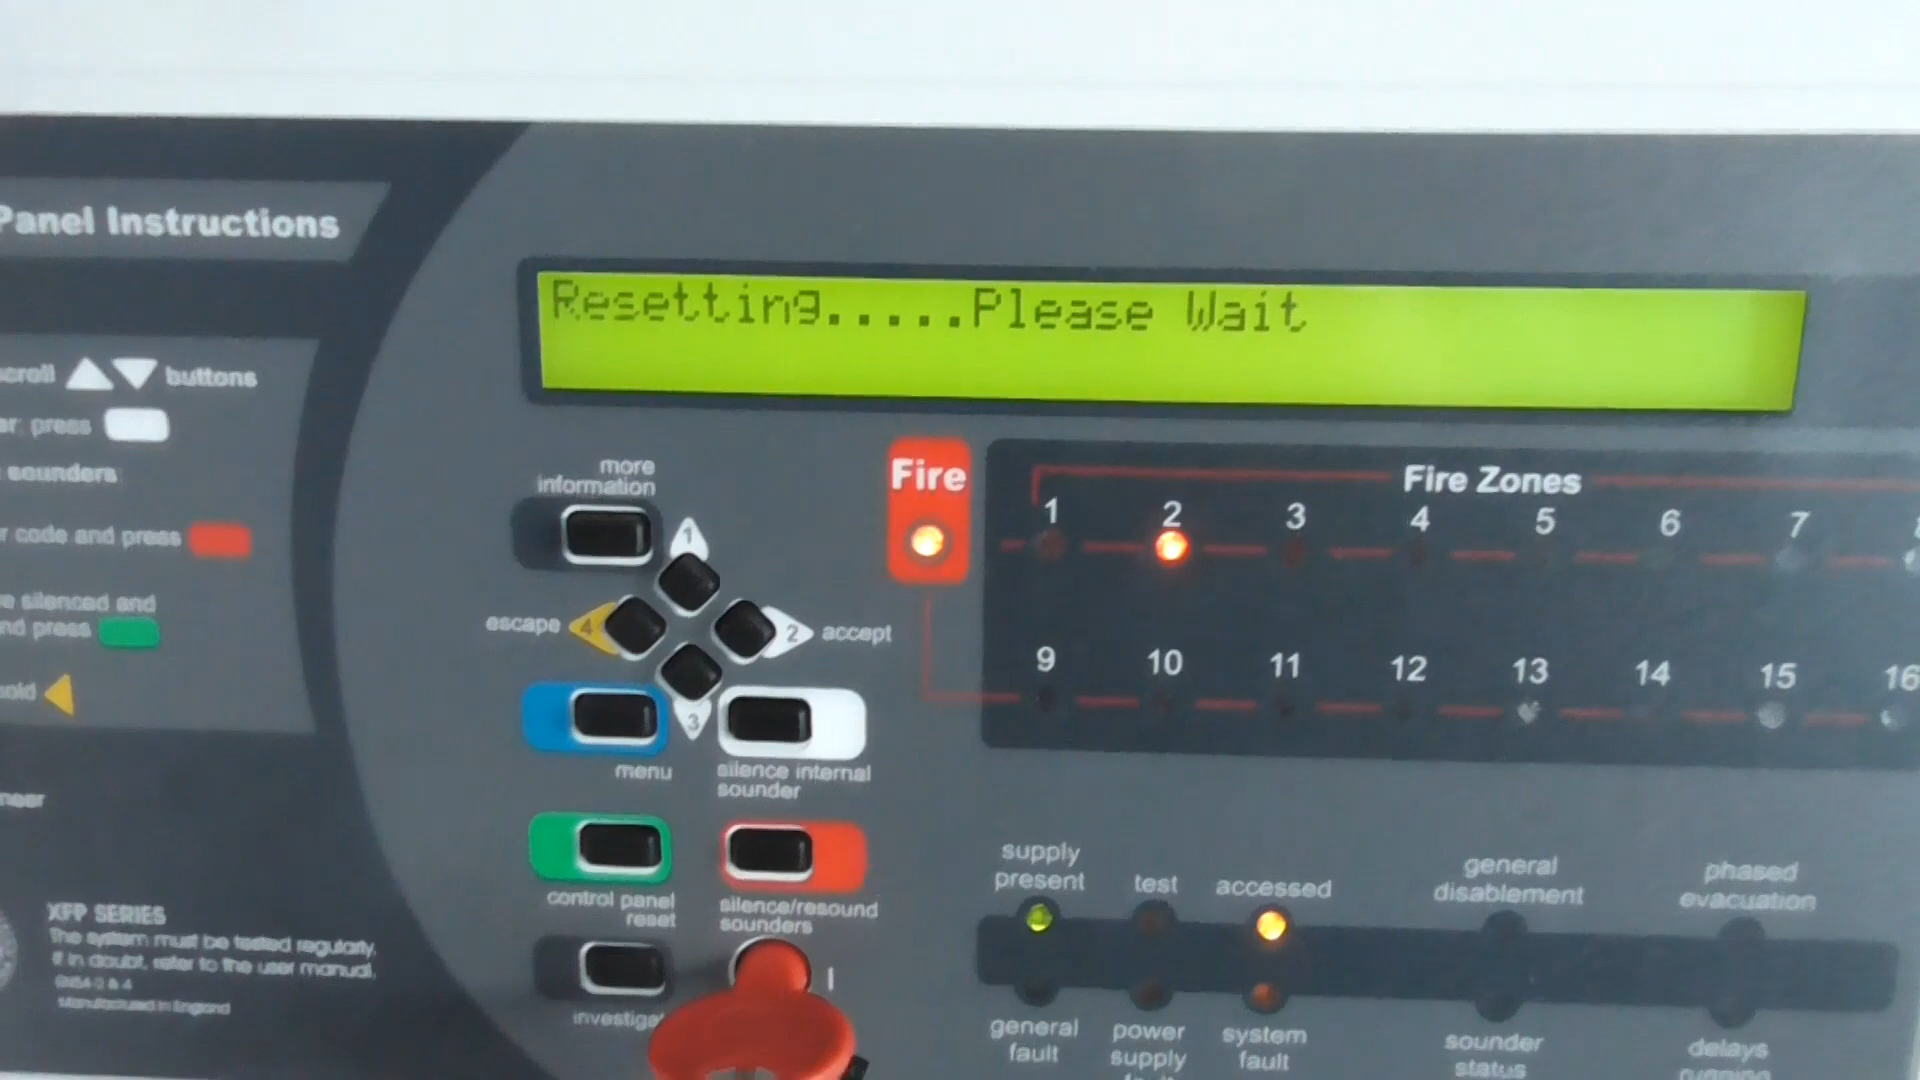 Panel Instructions
scroll buttons
press
sounders
code and press
silenced and
press
Resetting.....Please Wait
more
information
1
escape 4 2 accept
3
menu
silence internal
sounder
control panel
reset
silence/resound
sounders
Fire
Fire Zones
1 2 3 4 5 6 7
9 10 11 12 13 14 15 16
supply
present
test
accessed
general
disablement
phased
evacuation
general
fault
power
supply
system
fault
sounder
status
delays
running
XFP SERIES
The system must be tested regularly.
If in doubt, refer to the user manual.
Manufactured in England